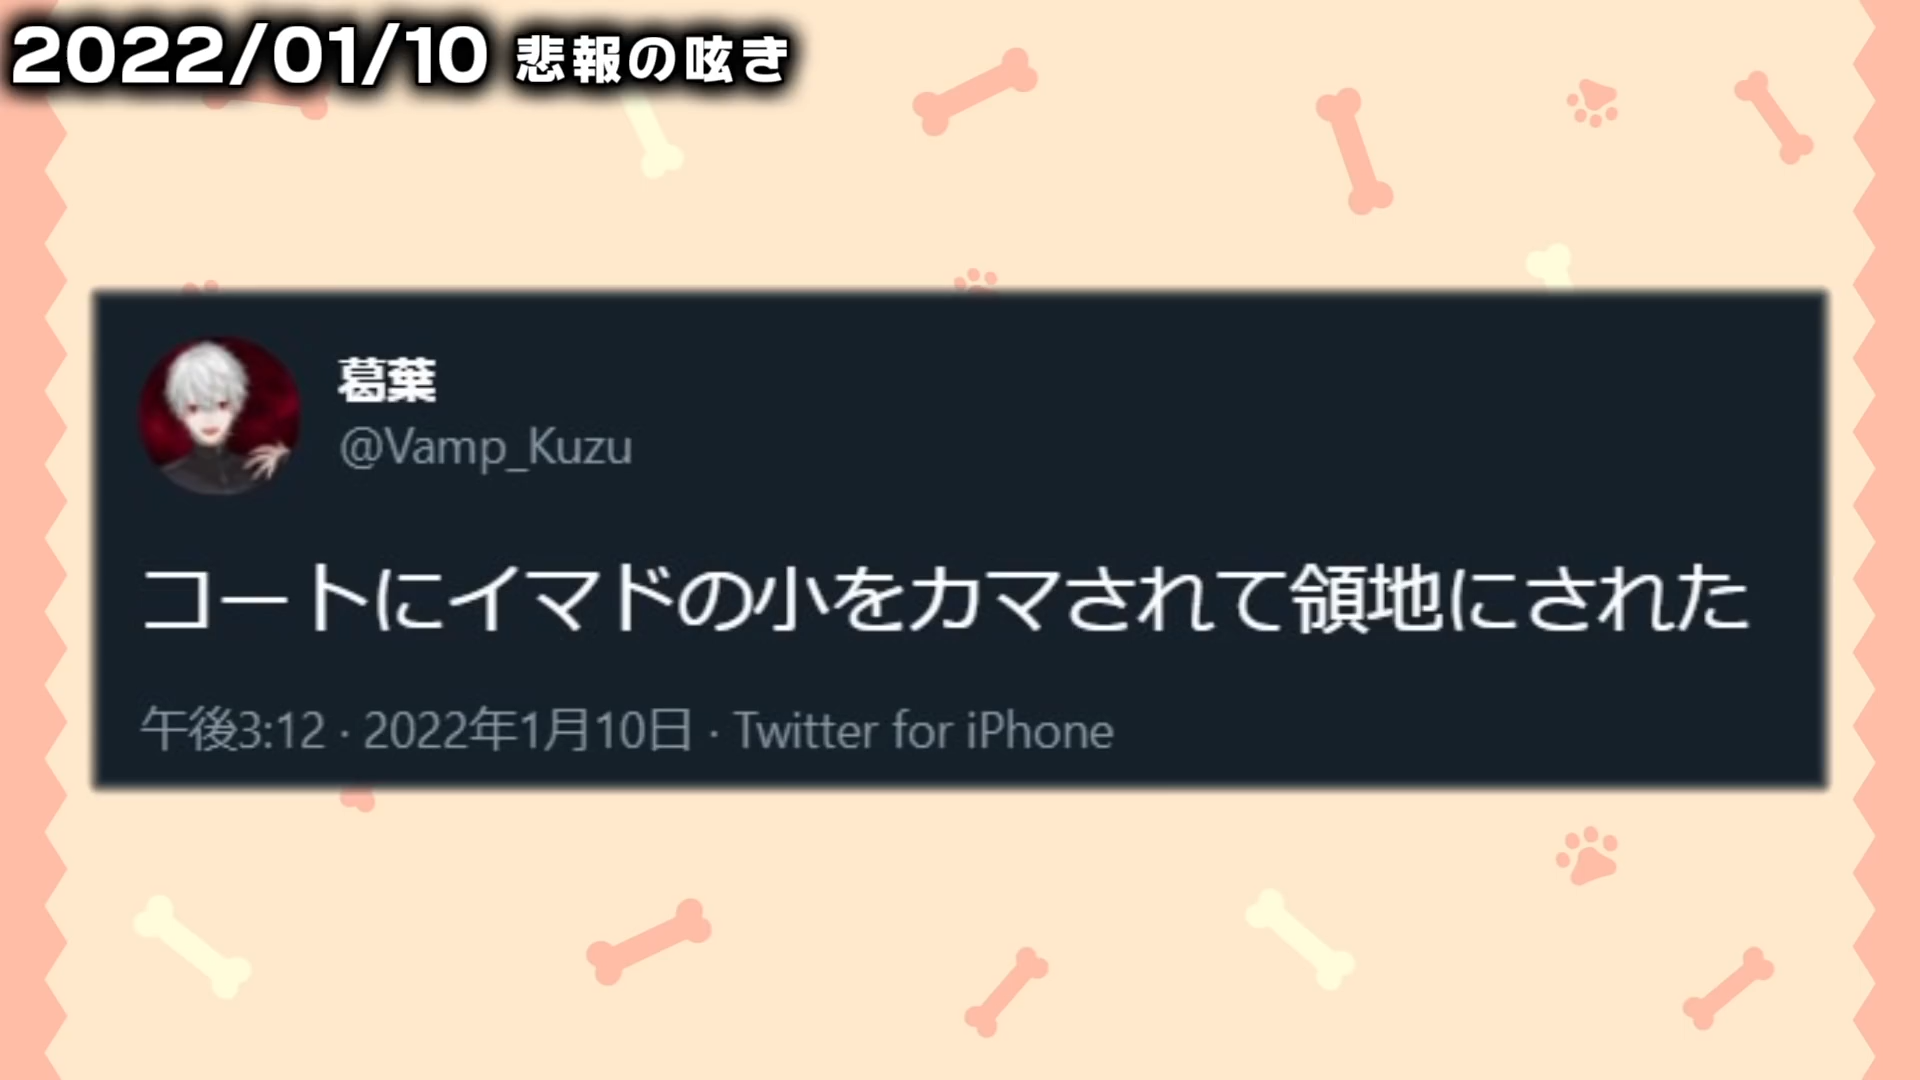 2022/01/10 悲報の呟き
葛葉
@Vamp_Kuzu
コートにイマドの小をカマされて領地にされた
午後3:12 · 2022年1月10日 · Twitter for iPhone